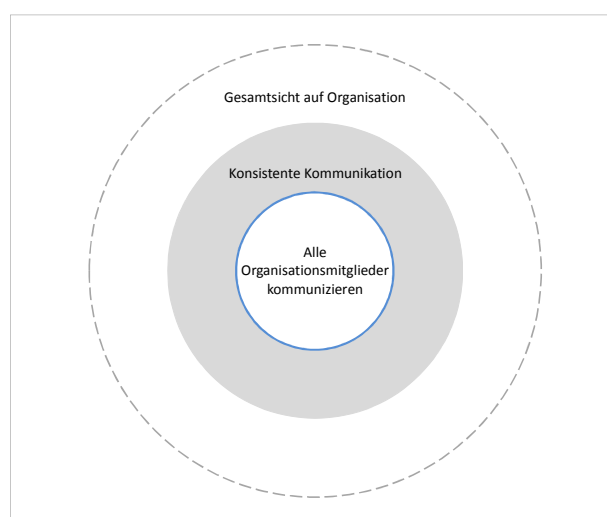 Gesamtsicht auf Organisation
Konsistente Kommunikation
Alle
Organisationsmitglieder
kommunizieren